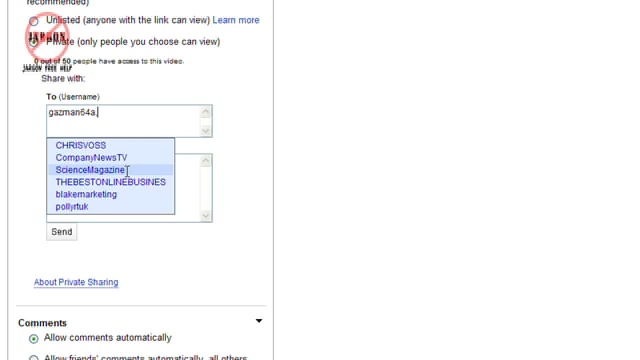 recommended)
Unlisted (anyone with the link can view) Learn more
JARGON
Private (only people you choose can view)
0 out of 50 people have access to this video.
JARGON FREE HELP
Share with:
To (Username)
gazman64a,
CHRISVOSS
CompanyNewsTV
ScienceMagazine
THEBESTONLINEBUSINES
blakemarketing
pollyrtuk
Send
About Private Sharing
Comments
Allow comments automatically
Allow friends' comments automatically, all others